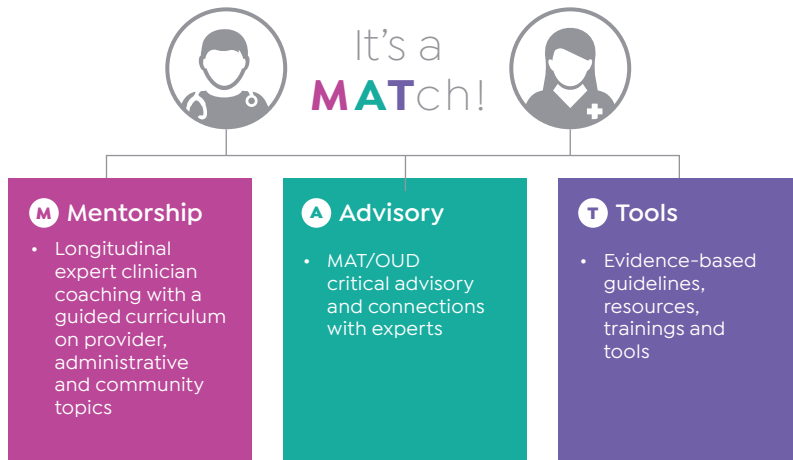 It's a
MATch!
M Mentorship
• Longitudinal
expert clinician
coaching with a
guided curriculum
on provider,
administrative
and community
topics
A Advisory
• MAT/OUD
critical advisory
and connections
with experts
T Tools
• Evidence-based
guidelines,
resources,
trainings and
tools